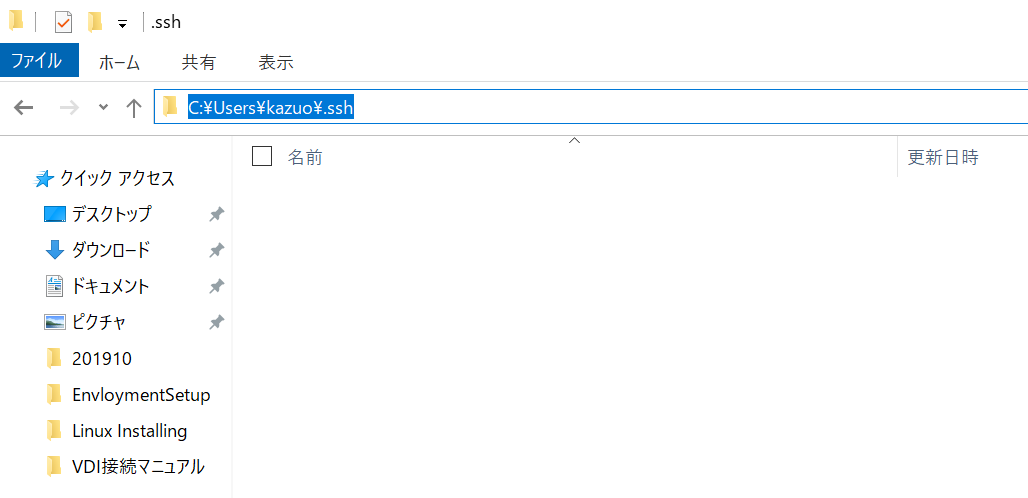 .ssh
ファイル ホーム 共有 表示
C:¥Users¥kazuo¥.ssh
名前 更新日時
クイック アクセス
デスクトップ
ダウンロード
ドキュメント
ピクチャ
201910
EnvloymentSetup
Linux Installing
VDI接続マニュアル